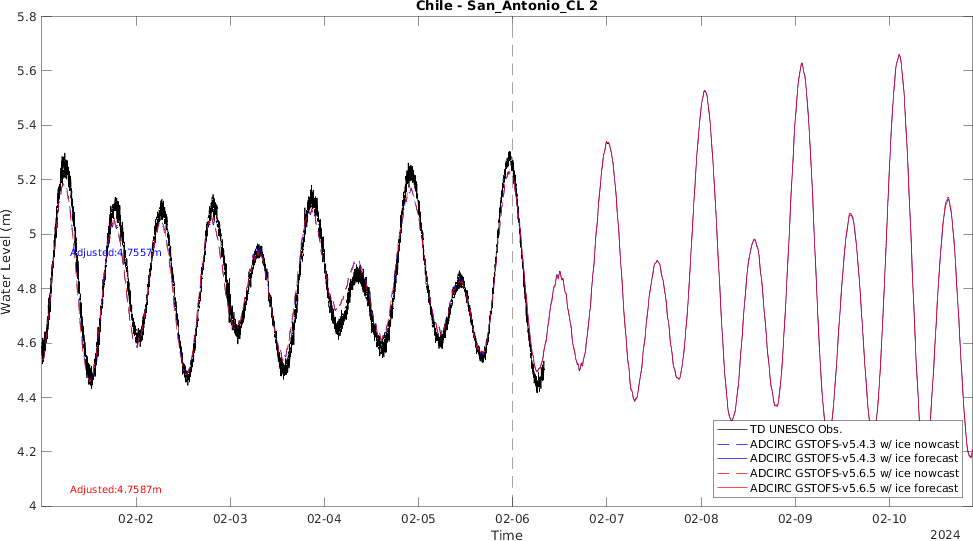 Chile - San_Antonio_CL 2
5.8
5.6
5.4
5.2
5
4.8
4.6
4.4
4.2
4
Water Level (m)
Adjusted:4.7557m
Adjusted:4.7587m
TD UNESCO Obs.
ADCIRC GSTOFS-v5.4.3 w/ ice nowcast
ADCIRC GSTOFS-v5.4.3 w/ ice forecast
ADCIRC GSTOFS-v5.6.5 w/ ice nowcast
ADCIRC GSTOFS-v5.6.5 w/ ice forecast
02-02 02-03 02-04 02-05 02-06 02-07 02-08 02-09 02-10
Time
2024